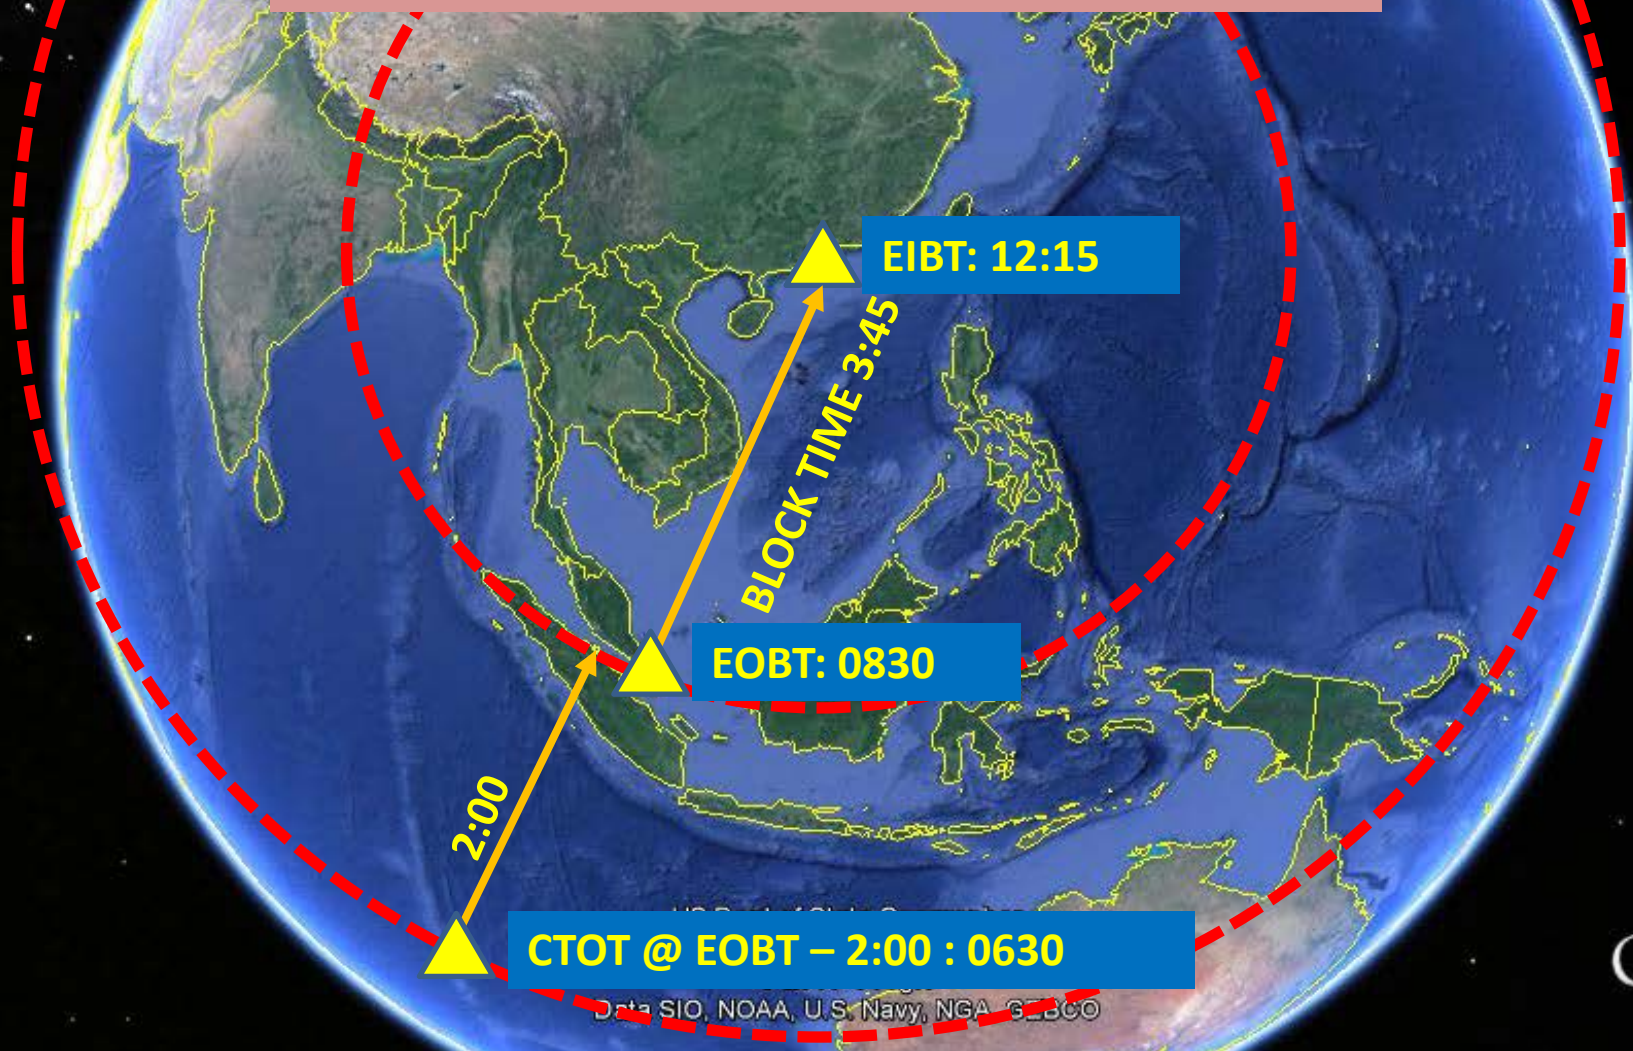 EIBT: 12:15
BLOCK TIME 3:45
EOBT: 0830
2:00
CTOT @ EOBT – 2:00 : 0630
Data SIO, NOAA, U.S. Navy, NGA, GEBCO